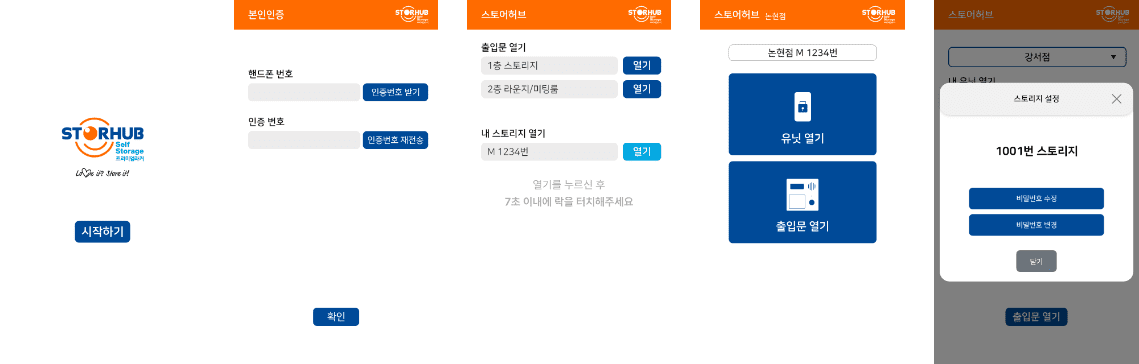 STORHUB
Self
Storage
프리미엄파커
Love it? Store it!
시작하기
본인인증
STORHUB
핸드폰 번호
인증번호 받기
인증 번호
인증번호 재전송
확인
스토어허브
STORHUB
출입문 열기
1층 스토리지
열기
2층 라운지/미팅룸
열기
내 스토리지 열기
M 1234번
열기
열기를 누르신 후
7초 이내에 락을 터치해주세요
스토어허브 논현점
STORHUB
논현점 M 1234번
유닛 열기
출입문 열기
스토어허브
STORHUB
강서점
내 유닛 열기
스토리지 설정
1001번 스토리지
비밀번호 수정
비밀번호 변경
닫기
출입문 열기